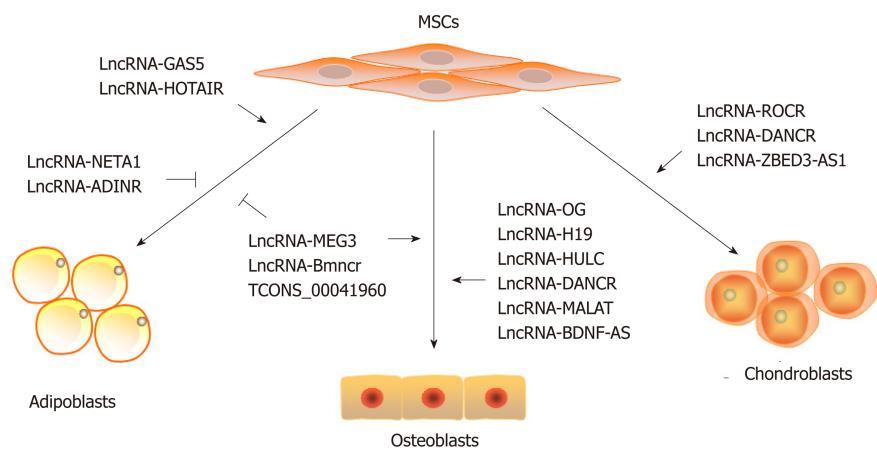 MSCs
LncRNA-GAS5
LncRNA-HOTAIR
LncRNA-ROCR
LncRNA-DANCR
LncRNA-ZBED3-AS1
LncRNA-NETA1
LncRNA-ADINR
LncRNA-MEG3
LncRNA-Bmncr
TCONS_00041960
LncRNA-OG
LncRNA-H19
LncRNA-HULC
LncRNA-DANCR
LncRNA-MALAT
LncRNA-BDNF-AS
Adipoblasts
Osteoblasts
_ Chondroblasts